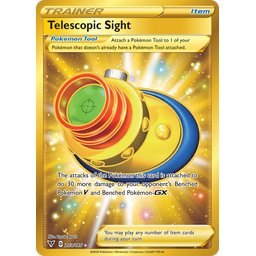 TRAINER Item
Telescopic Sight
Pokémon Tool Attach a Pokémon Tool to 1 of your
Pokémon that doesn't already have a Pokémon Tool attached.
The attacks of the Pokémon this card is attached to
do 30 more damage to your opponent's Benched
Pokémon V and Benched Pokémon-GX.
You may play any number of Item cards
during your turn.
203/185